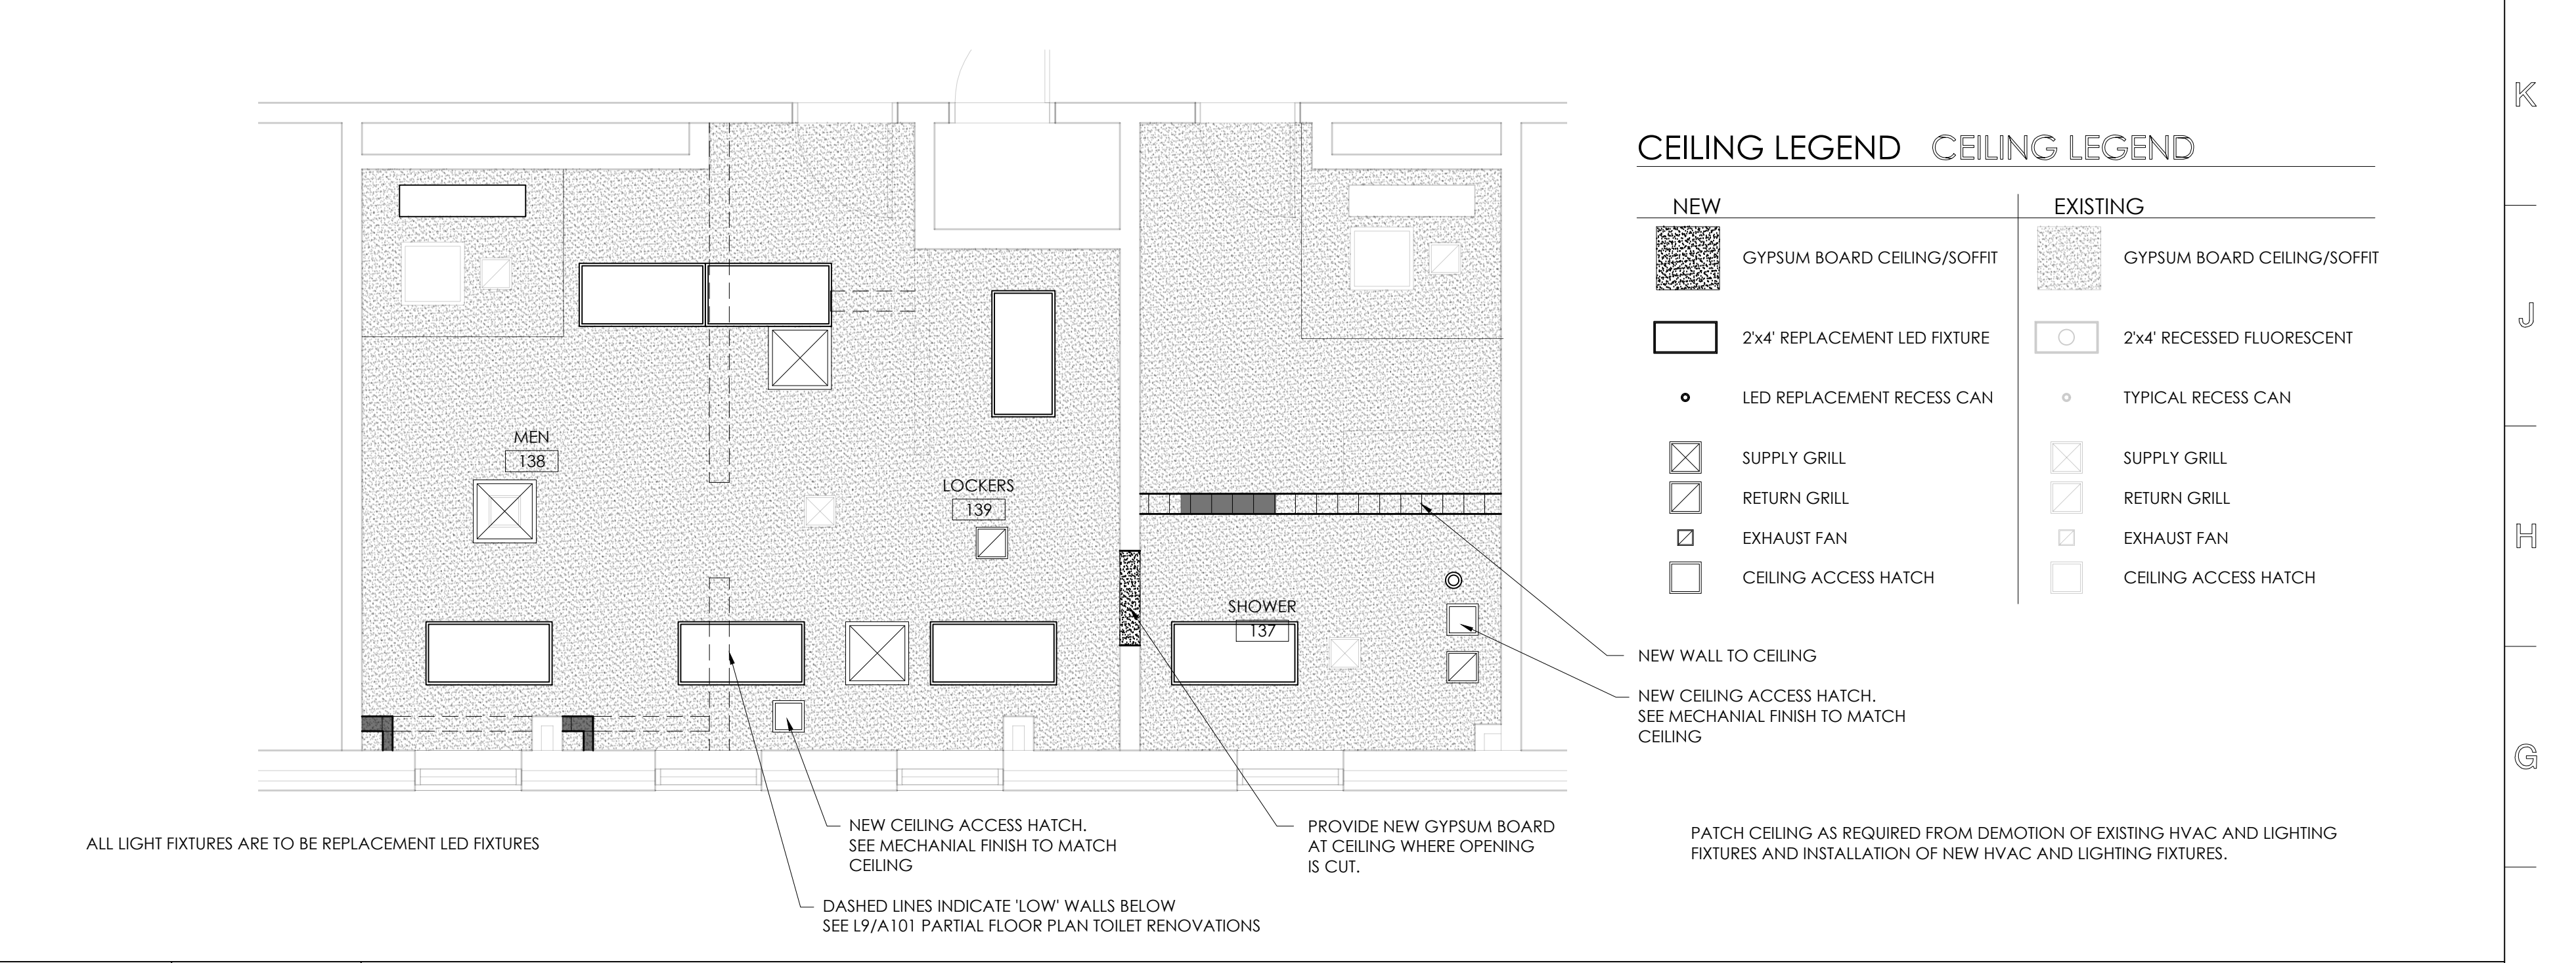 K
J
H
G
CEILING LEGEND CEILING LEGEND
NEW
EXISTING
GYPSUM BOARD CEILING/SOFFIT
GYPSUM BOARD CEILING/SOFFIT
2'x4' REPLACEMENT LED FIXTURE
2'x4' RECESSED FLUORESCENT
LED REPLACEMENT RECESS CAN
TYPICAL RECESS CAN
SUPPLY GRILL
SUPPLY GRILL
RETURN GRILL
RETURN GRILL
EXHAUST FAN
EXHAUST FAN
CEILING ACCESS HATCH
CEILING ACCESS HATCH
MEN
138
LOCKERS
139
SHOWER
137
NEW WALL TO CEILING
NEW CEILING ACCESS HATCH.
SEE MECHANIAL FINISH TO MATCH
CEILING
ALL LIGHT FIXTURES ARE TO BE REPLACEMENT LED FIXTURES
NEW CEILING ACCESS HATCH.
SEE MECHANIAL FINISH TO MATCH
CEILING
DASHED LINES INDICATE 'LOW' WALLS BELOW
SEE L9/A101 PARTIAL FLOOR PLAN TOILET RENOVATIONS
PROVIDE NEW GYPSUM BOARD
AT CEILING WHERE OPENING
IS CUT.
PATCH CEILING AS REQUIRED FROM DEMOTION OF EXISTING HVAC AND LIGHTING
FIXTURES AND INSTALLATION OF NEW HVAC AND LIGHTING FIXTURES.